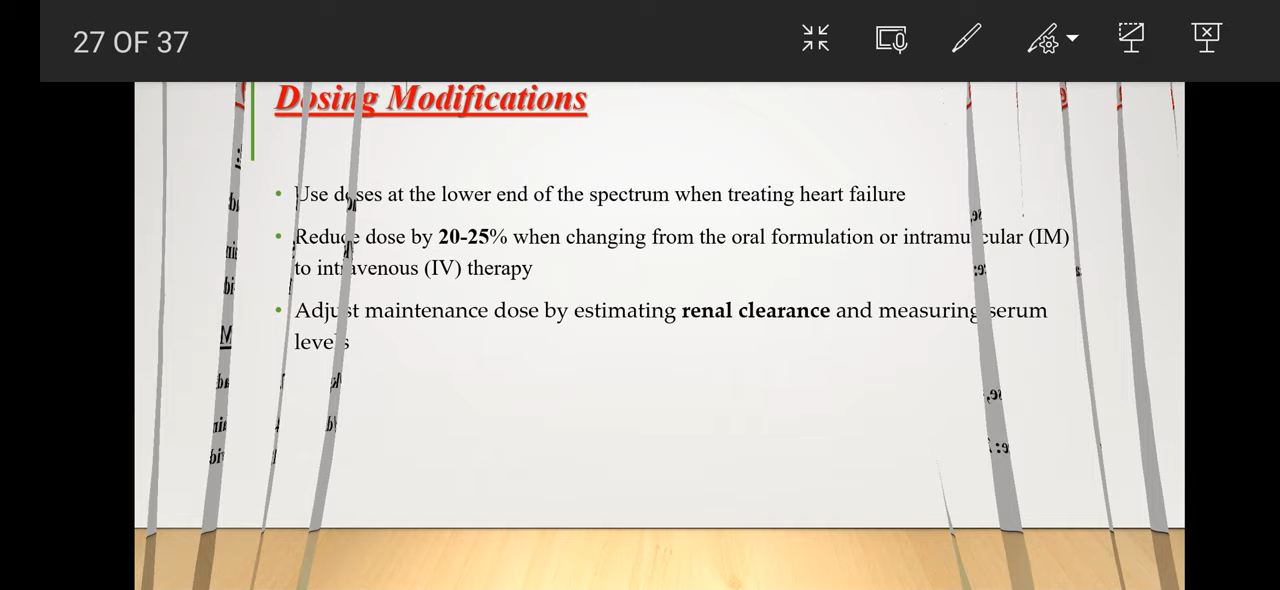 27 OF 37
Dosing Modifications
• Use doses at the lower end of the spectrum when treating heart failure
• Reduce dose by 20-25% when changing from the oral formulation or intramuscular (IM)
to intravenous (IV) therapy
• Adjust maintenance dose by estimating renal clearance and measuring serum
levels